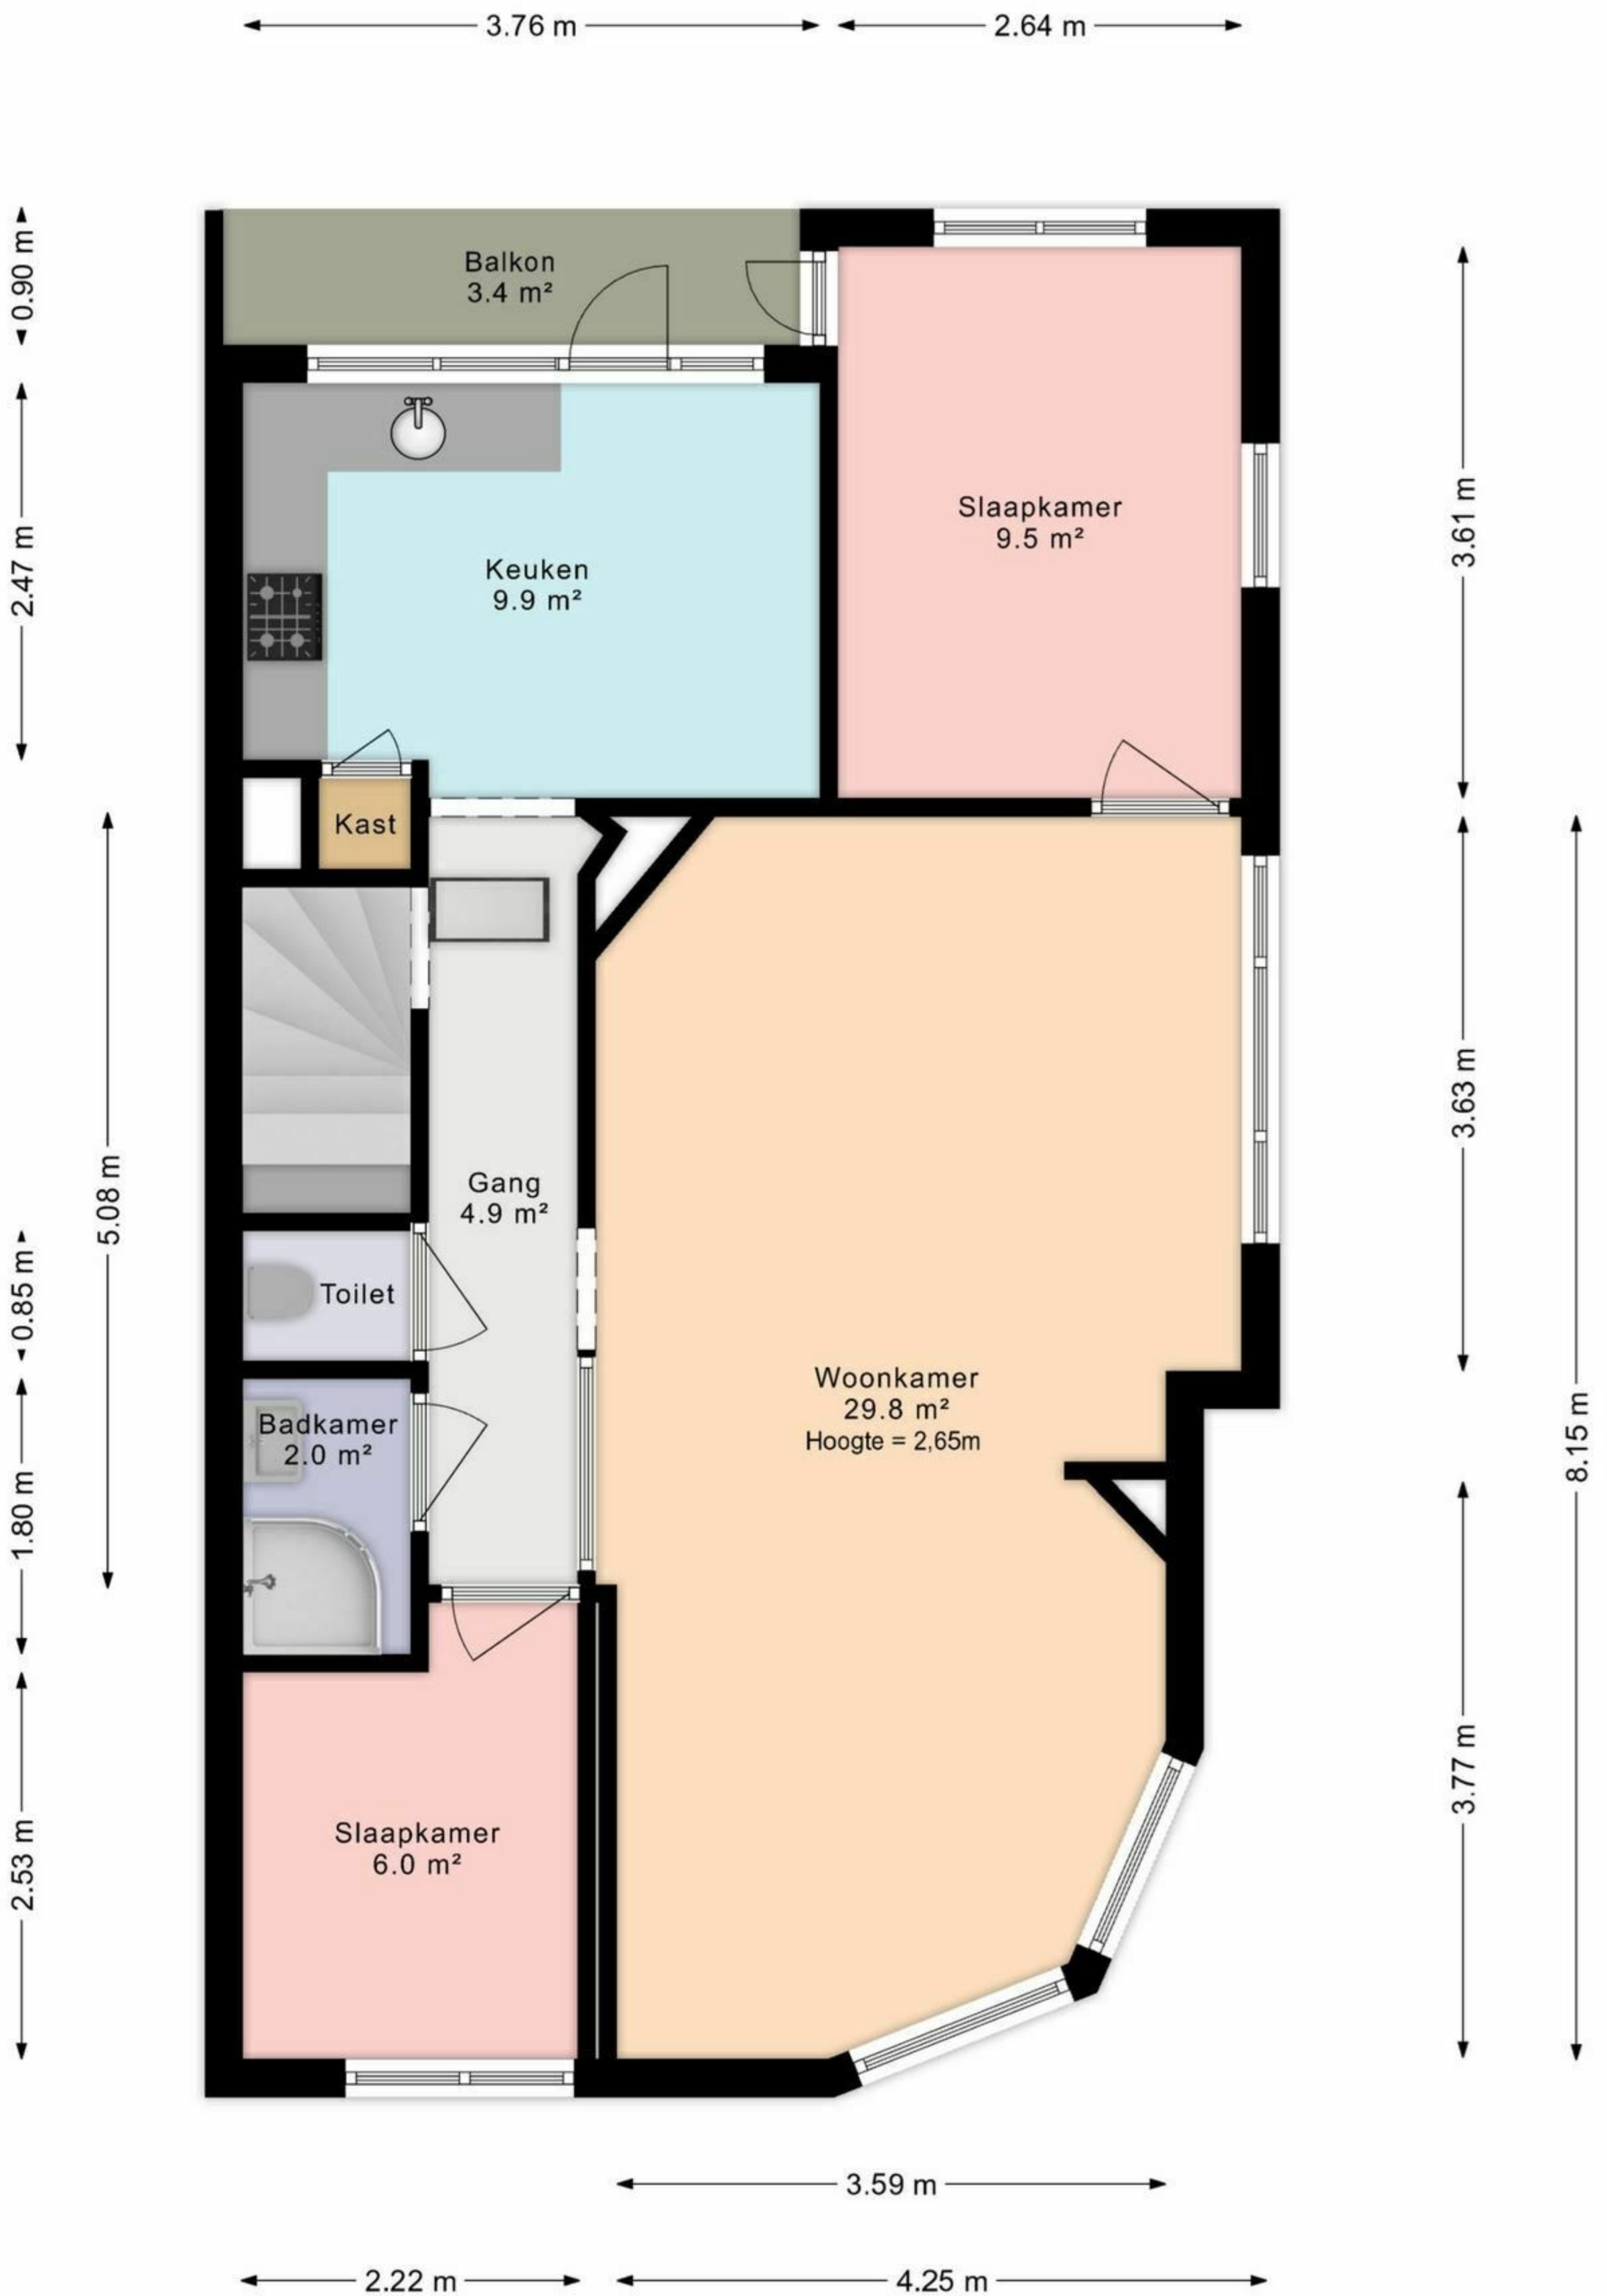 3.76 m
2.64 m
0.90 m
Balkon
3.4 m²
2.47 m
Keuken
9.9 m²
Slaapkamer
9.5 m²
3.61 m
Kast
5.08 m
Gang
4.9 m²
3.63 m
0.85 m
Toilet
Woonkamer
29.8 m²
Hoogte = 2,65m
8.15 m
Badkamer
2.0 m²
1.80 m
3.77 m
Slaapkamer
6.0 m²
2.53 m
3.59 m
2.22 m
4.25 m